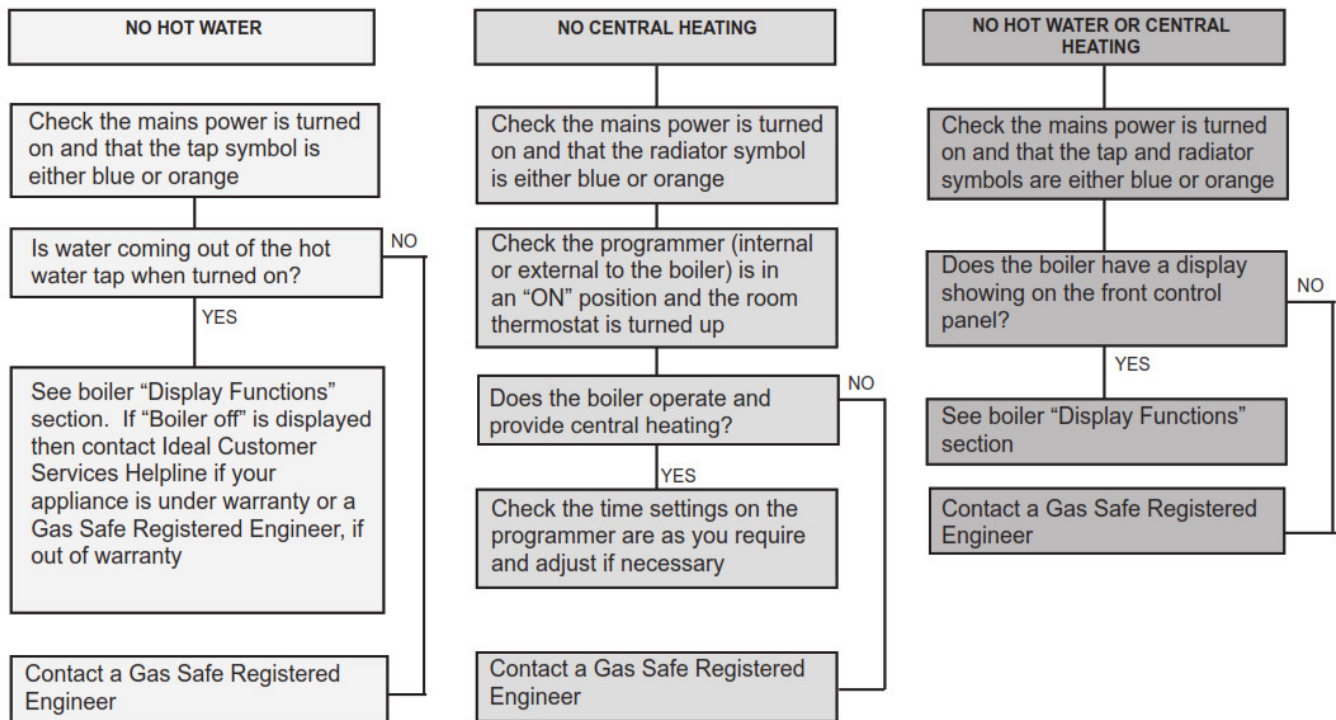 NO HOT WATER
Check the mains power is turned
on and that the tap symbol is
either blue or orange
Is water coming out of the hot
water tap when turned on?
NO
YES
See boiler “Display Functions”
section. If “Boiler off” is displayed
then contact Ideal Customer
Services Helpline if your
appliance is under warranty or a
Gas Safe Registered Engineer, if
out of warranty
Contact a Gas Safe Registered
Engineer
NO CENTRAL HEATING
Check the mains power is turned
on and that the radiator symbol
is either blue or orange
Check the programmer (internal
or external to the boiler) is in
an “ON” position and the room
thermostat is turned up
Does the boiler operate and
provide central heating?
NO
YES
Check the time settings on the
programmer are as you require
and adjust if necessary
Contact a Gas Safe Registered
Engineer
NO HOT WATER OR CENTRAL
HEATING
Check the mains power is turned
on and that the tap and radiator
symbols are either blue or orange
Does the boiler have a display
showing on the front control
panel?
NO
YES
See boiler “Display Functions”
section
Contact a Gas Safe Registered
Engineer